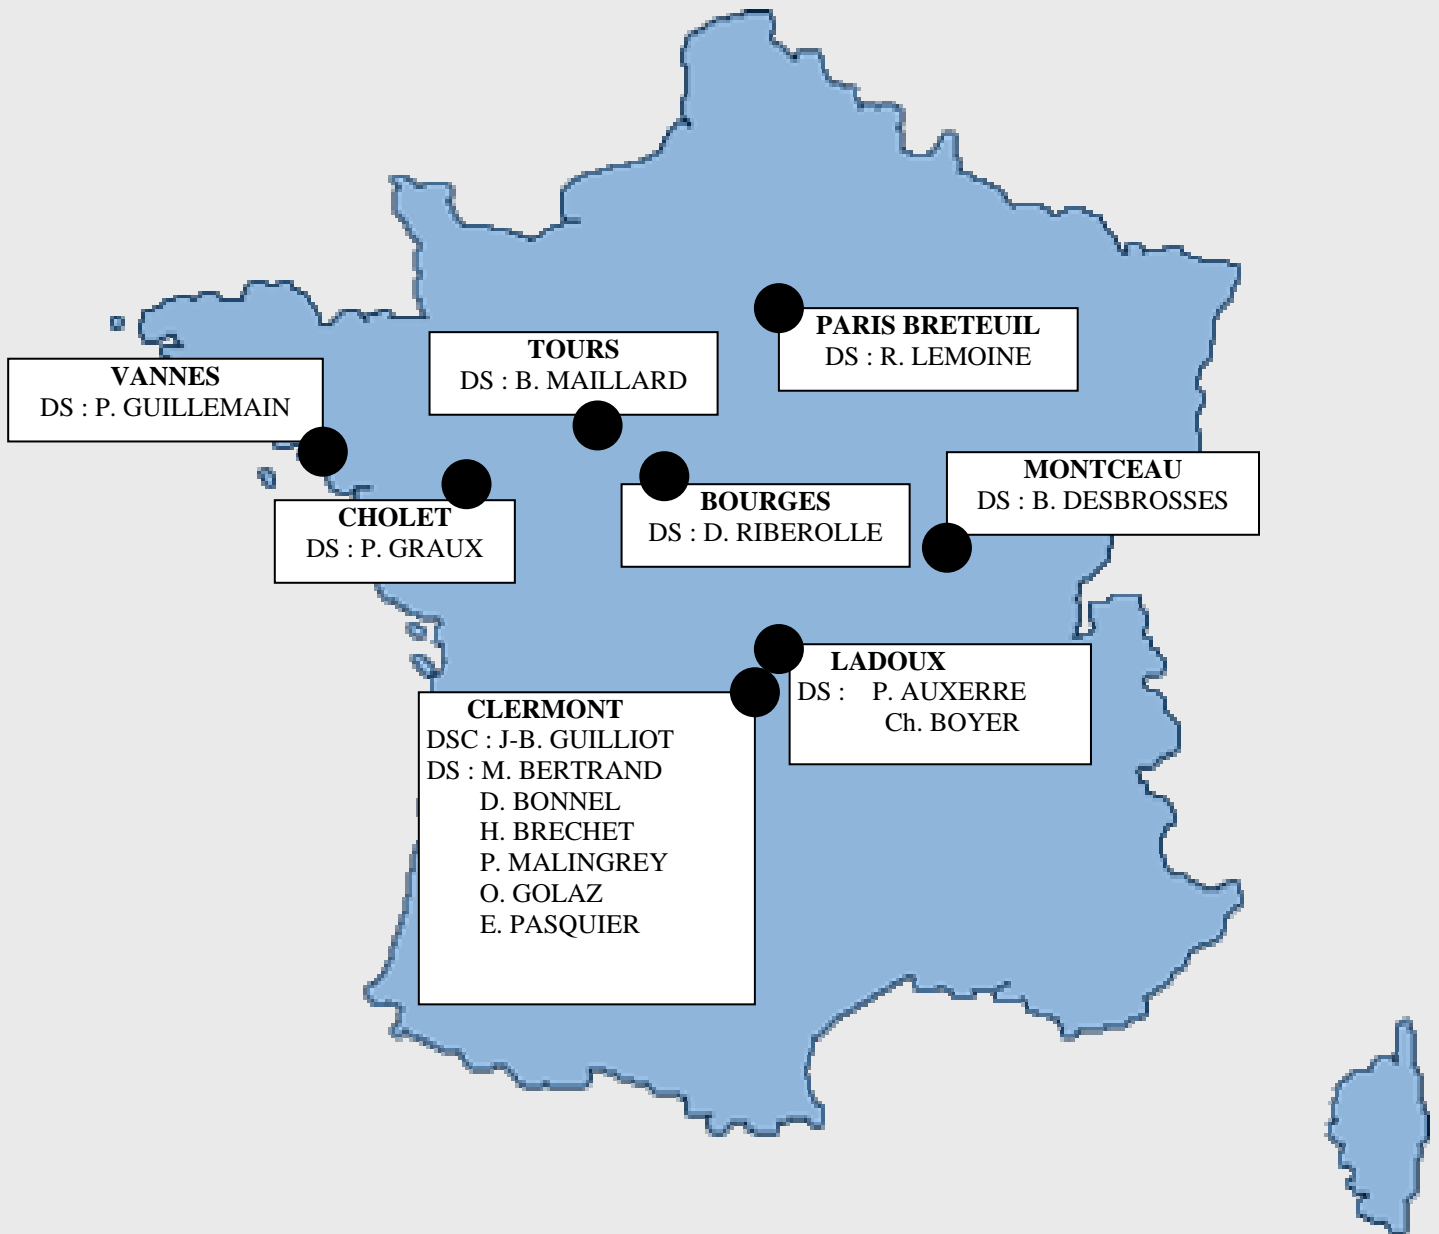 PARIS BRETEUIL
DS : R. LEMOINE
TOURS
DS : B. MAILLARD
VANNES
DS : P. GUILLEMAIN
MONTCEAU
DS : B. DESBROSSES
BOURGES
DS : D. RIBEROLLE
CHOLET
DS : P. GRAUX
LADOUX
DS : P. AUXERRE
Ch. BOYER
CLERMONT
DSC : J-B. GUILLIOT
DS : M. BERTRAND
D. BONNEL
H. BRECHET
P. MALINGREY
O. GOLAZ
E. PASQUIER